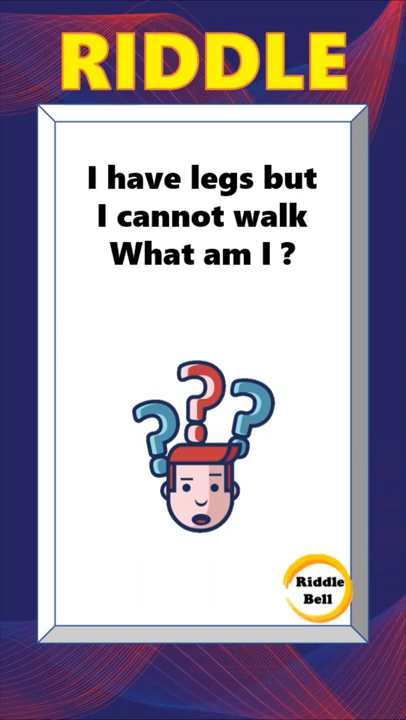 RIDDLE
I have legs but
I cannot walk
What am I ?
Riddle
Bell